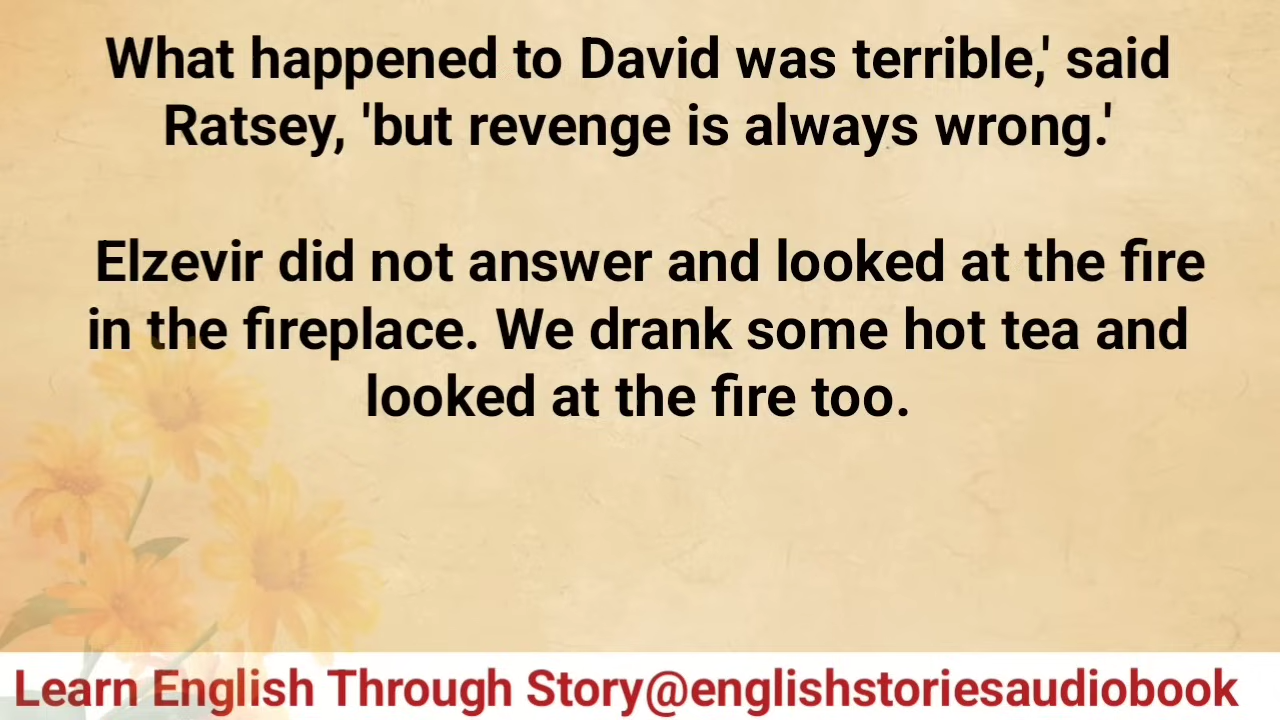 What happened to David was terrible,' said
Ratsey, 'but revenge is always wrong.'
Elzevir did not answer and looked at the fire
in the fireplace. We drank some hot tea and
looked at the fire too.
Learn English Through Story@englishstoriesaudiobook